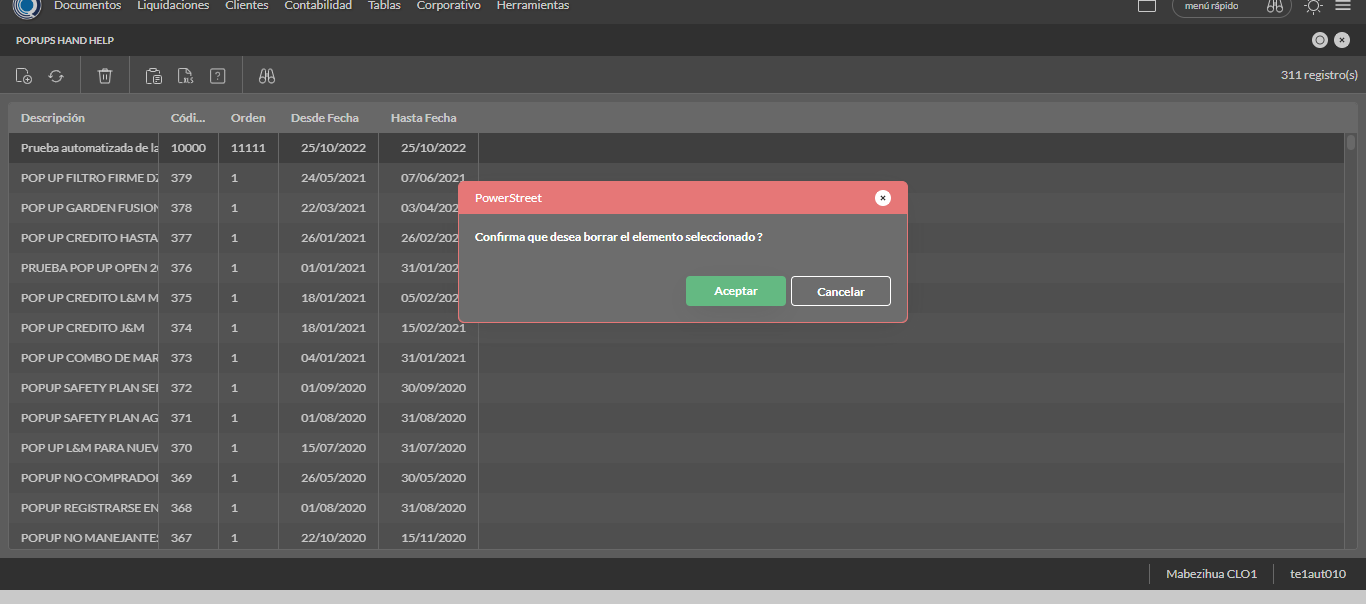 Documentos Liquidaciones Clientes Contabilidad Tablas Corporativo Herramientas menú rápido
POPUPS HAND HELP
XLS ? 311 registro(s)
Descripción Códi... Orden Desde Fecha Hasta Fecha
Prueba automatizada de la 10000 11111 25/10/2022 25/10/2022
POP UP FILTRO FIRME DZ 379 1 24/05/2021 07/06/2021
POP UP GARDEN FUSION 378 1 22/03/2021 03/04/202
POP UP CREDITO HASTA 377 1 26/01/2021 26/02/202
PRUEBA POP UP OPEN 20 376 1 01/01/2021 31/01/202
POP UP CREDITO L&M M 375 1 18/01/2021 05/02/202
POP UP CREDITO J&M 374 1 18/01/2021 15/02/2021
POP UP COMBO DE MAR 373 1 04/01/2021 31/01/2021
POPUP SAFETY PLAN SEI 372 1 01/09/2020 30/09/2020
POPUP SAFETY PLAN AG 371 1 01/08/2020 31/08/2020
POP UP L&M PARA NUEV 370 1 15/07/2020 31/07/2020
POPUP NO COMPRADOI 369 1 26/05/2020 30/05/2020
POPUP REGISTRARSE EN 368 1 01/08/2020 31/08/2020
POPUP NO MANEJANTES 367 1 22/10/2020 15/11/2020
PowerStreet
Confirma que desea borrar el elemento seleccionado ?
Aceptar Cancelar
Mabezihua CLO1 te1aut010